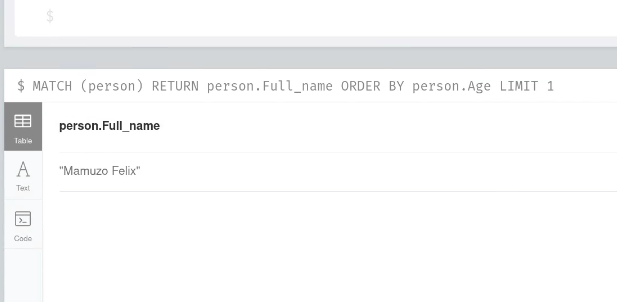 $
$ MATCH (person) RETURN person.Full_name ORDER BY person.Age LIMIT 1
Table
person.Full_name
"Mamuzo Felix"
Text
Code